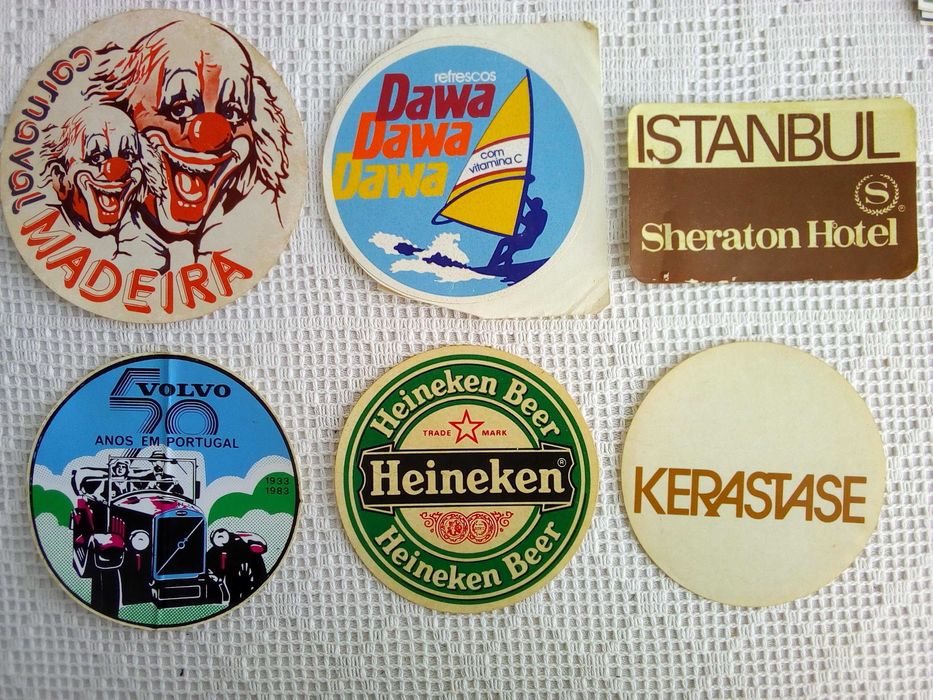 carnaval
MADEIRA
refrescos
Dawa
Dawa
Dawa
com
vitamina C
ISTANBUL
S
®
Sheraton Hotel
VOLVO
50
ANOS EM PORTUGAL
1933
1983
Heineken Beer
TRADE MARK
Heineken®
Heineken Beer
KERASTASE